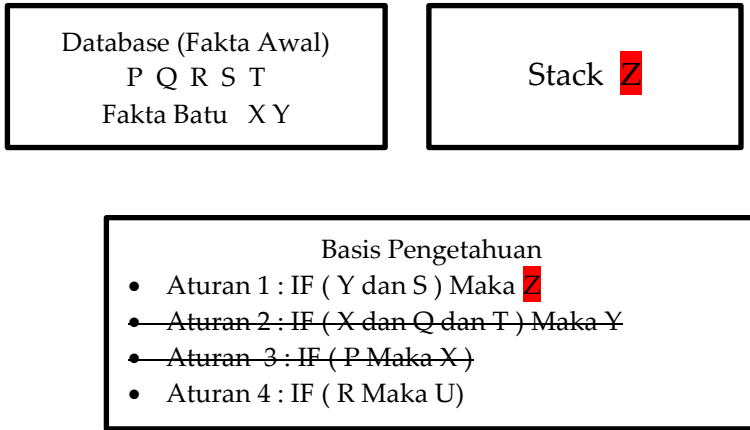 Database (Fakta Awal)
P Q R S T
Fakta Batu X Y
Stack Z
Basis Pengetahuan
• Aturan 1 : IF ( Y dan S ) Maka Z
• Aturan 2 : IF ( X dan Q dan T ) Maka Y
• Aturan 3 : IF ( P Maka X )
• Aturan 4 : IF ( R Maka U)